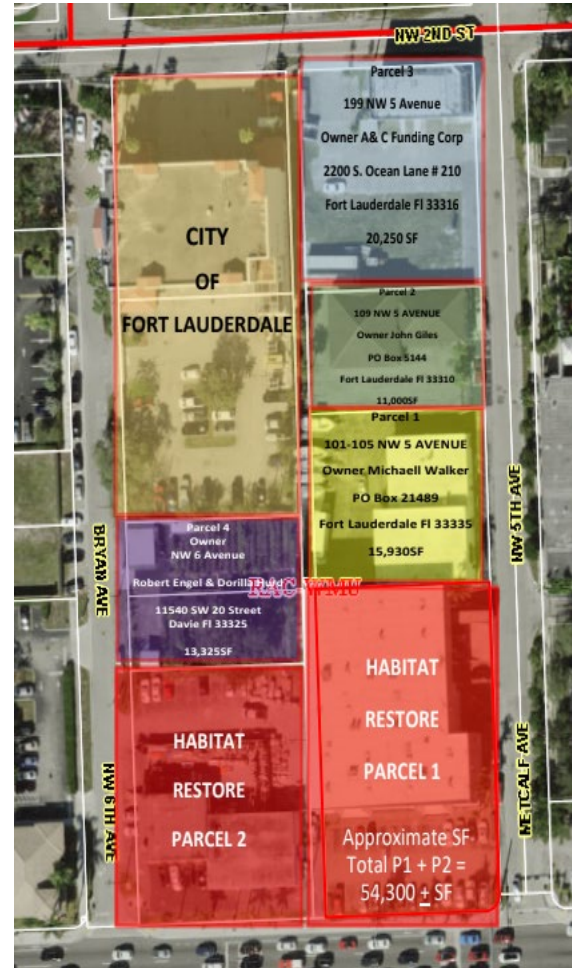 NW 2ND ST
Parcel 3
199 NW 5 Avenue
Owner A& C Funding Corp
2200 S. Ocean Lane # 210
Fort Lauderdale Fl 33316
20,250 SF
CITY
OF
FORT LAUDERDALE
Parcel 2
109 NW 5 AVENUE
Owner John Giles
PO Box 5144
Fort Lauderdale Fl 33310
11,000SF
Parcel 1
101-105 NW 5 AVENUE
Owner Michaell Walker
PO Box 21489
Fort Lauderdale Fl 33335
15,930SF
NW 5TH AVE
BRYAN AVE
Parcel 4
Owner
NW 6 Avenue
Robert Engel & Dorilla
RAC-WMU
11540 SW 20 Street
Davie Fl 33325
13,325SF
HABITAT
RESTORE
PARCEL 1
Approximate SF
Total P1 + P2 =
54,300 ± SF
METCALF AVE
NW 6TH AVE
HABITAT
RESTORE
PARCEL 2